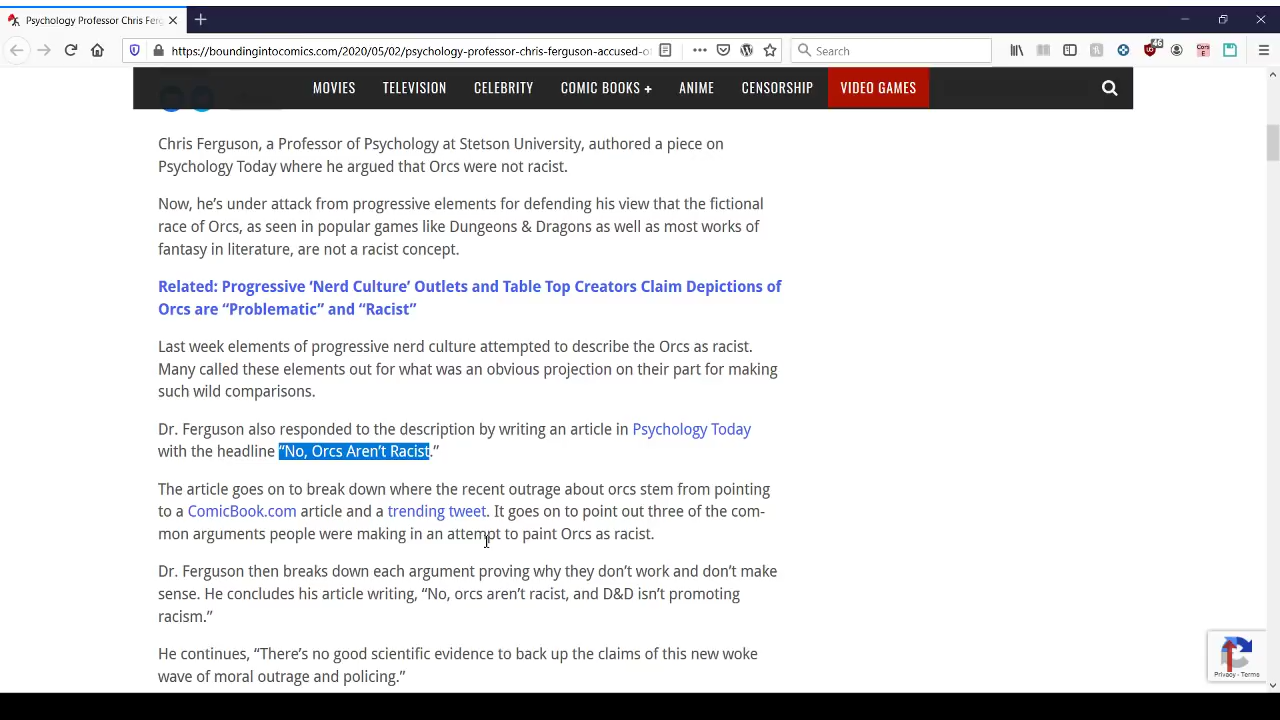 Psychology Professor Chris Ferg
https://boundingintocomics.com/2020/05/02/psychology-professor-chris-ferguson-accused-o
Search
46
MOVIES TELEVISION CELEBRITY COMIC BOOKS + ANIME CENSORSHIP VIDEO GAMES
Chris Ferguson, a Professor of Psychology at Stetson University, authored a piece on
Psychology Today where he argued that Orcs were not racist.
Now, he's under attack from progressive elements for defending his view that the fictional
race of Orcs, as seen in popular games like Dungeons & Dragons as well as most works of
fantasy in literature, are not a racist concept.
Related: Progressive ‘Nerd Culture’ Outlets and Table Top Creators Claim Depictions of
Orcs are “Problematic” and “Racist”
Last week elements of progressive nerd culture attempted to describe the Orcs as racist.
Many called these elements out for what was an obvious projection on their part for making
such wild comparisons.
Dr. Ferguson also responded to the description by writing an article in Psychology Today
with the headline “No, Orcs Aren’t Racist.”
The article goes on to break down where the recent outrage about orcs stem from pointing
to a ComicBook.com article and a trending tweet. It goes on to point out three of the com-
mon arguments people were making in an attempt to paint Orcs as racist.
Dr. Ferguson then breaks down each argument proving why they don’t work and don’t make
sense. He concludes his article writing, “No, orcs aren’t racist, and D&D isn’t promoting
racism.”
He continues, “There’s no good scientific evidence to back up the claims of this new woke
wave of moral outrage and policing.”
Privacy - Terms